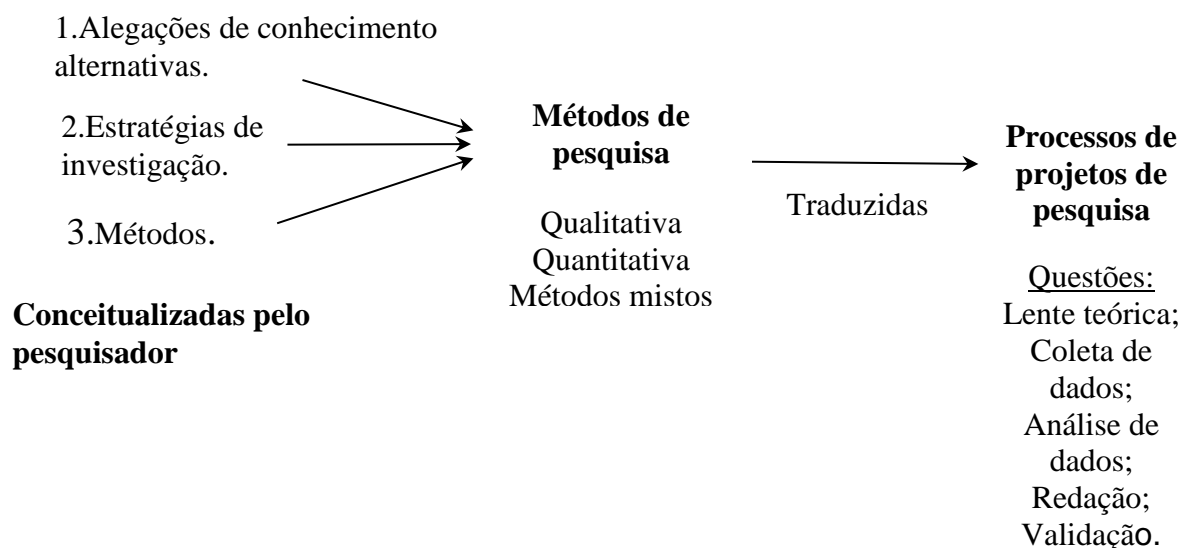 1.Alegações de conhecimento
alternativas.
2.Estratégias de
investigação.
3.Métodos.
Conceitualizadas pelo
pesquisador
Métodos de
pesquisa
Qualitativa
Quantitativa
Métodos mistos
Traduzidas
Processos de
projetos de
pesquisa
Questões:
Lente teórica;
Coleta de
dados;
Análise de
dados;
Redação;
Validação.